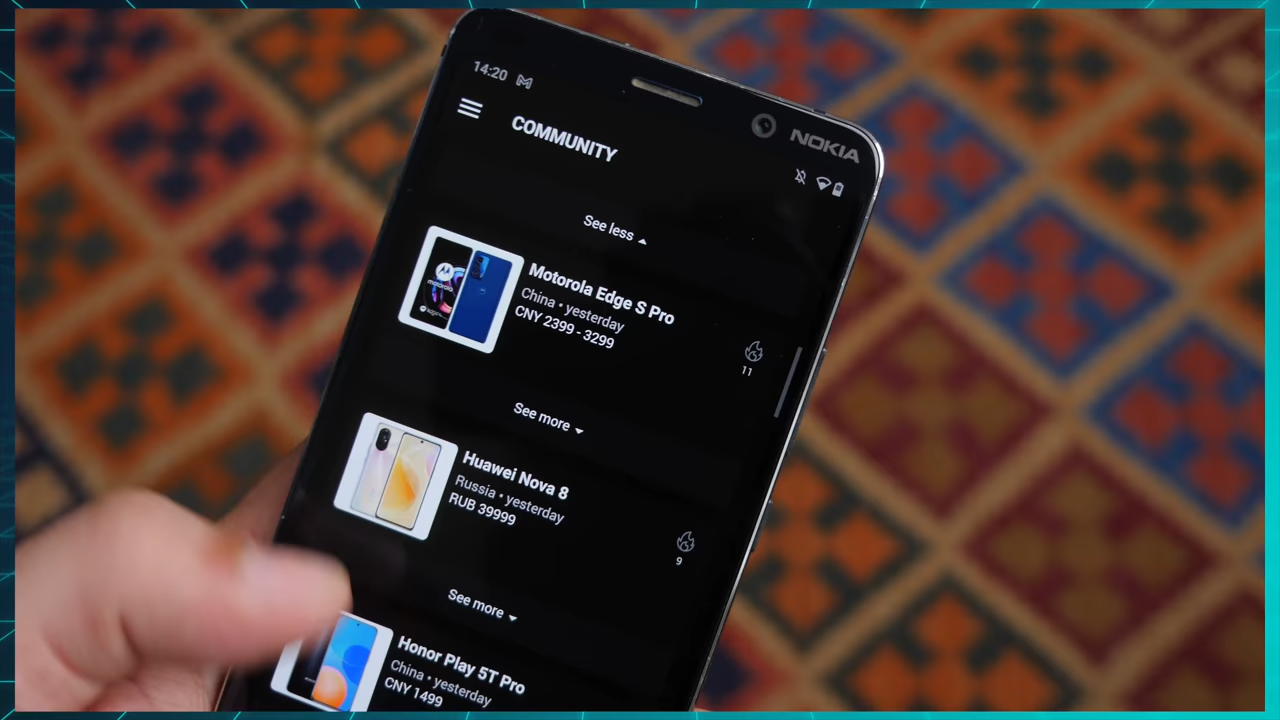 14:20
NOKIA
COMMUNITY
See less
Motorola Edge S Pro
China • yesterday
CNY 2399 - 3299
11
motorola
See more
Huawei Nova 8
Russia • yesterday
RUB 39999
9
See more
Honor Play 5T Pro
China • yesterday
CNY 1499